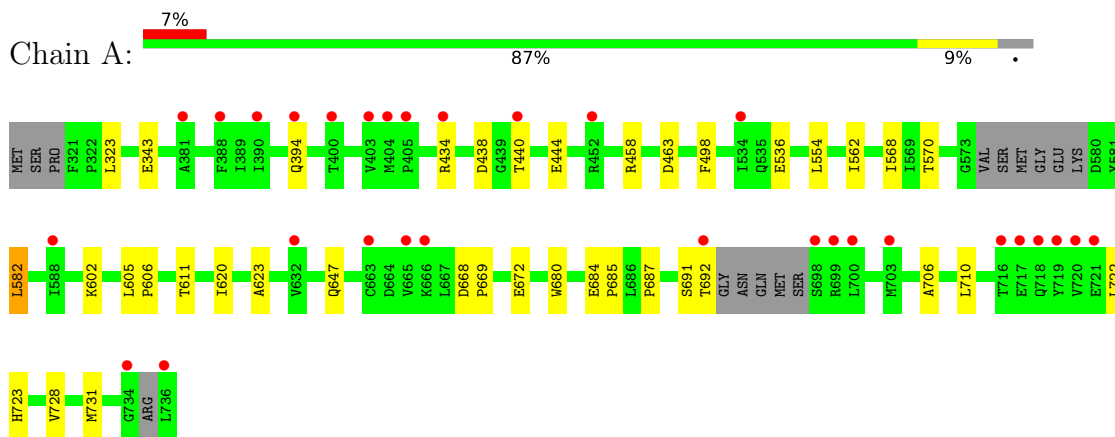 7%
Chain A:
87% 9% •
MET SER PRO F321 P322 L323 E343 A381 F388 I389 I390 Q394 T400 V403 M404 P405 R434 D438 G439 T440 E444 R452 R458 D463 F498 I534 Q535 E536 L554 I562 I568 I569 T570 G573 VAL SER MET GLY GLU LYS D580 Y581
L582 I588 K602 L605 P606 T611 I620 A623 V632 Q647 C663 D664 V665 K666 L667 D668 P669 E672 W680 E684 P685 L686 P687 S691 T692 GLY ASN GLN MET SER S698 R699 L700 M703 A706 L710 T716 E717 Q718 Y719 V720 E721 L722
H723 V728 M731 G734 ARG L736